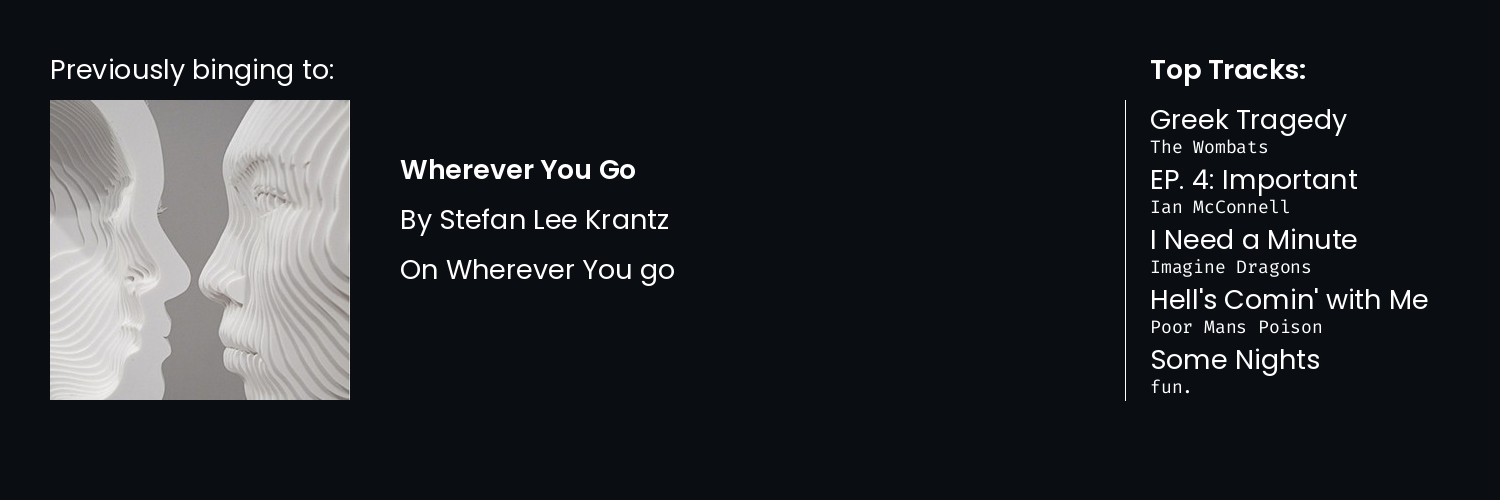 Previously binging to:
Wherever You Go
By Stefan Lee Krantz
On Wherever You go
Top Tracks:
Greek Tragedy
The Wombats
EP. 4: Important
Ian McConnell
I Need a Minute
Imagine Dragons
Hell's Comin' with Me
Poor Mans Poison
Some Nights
fun.